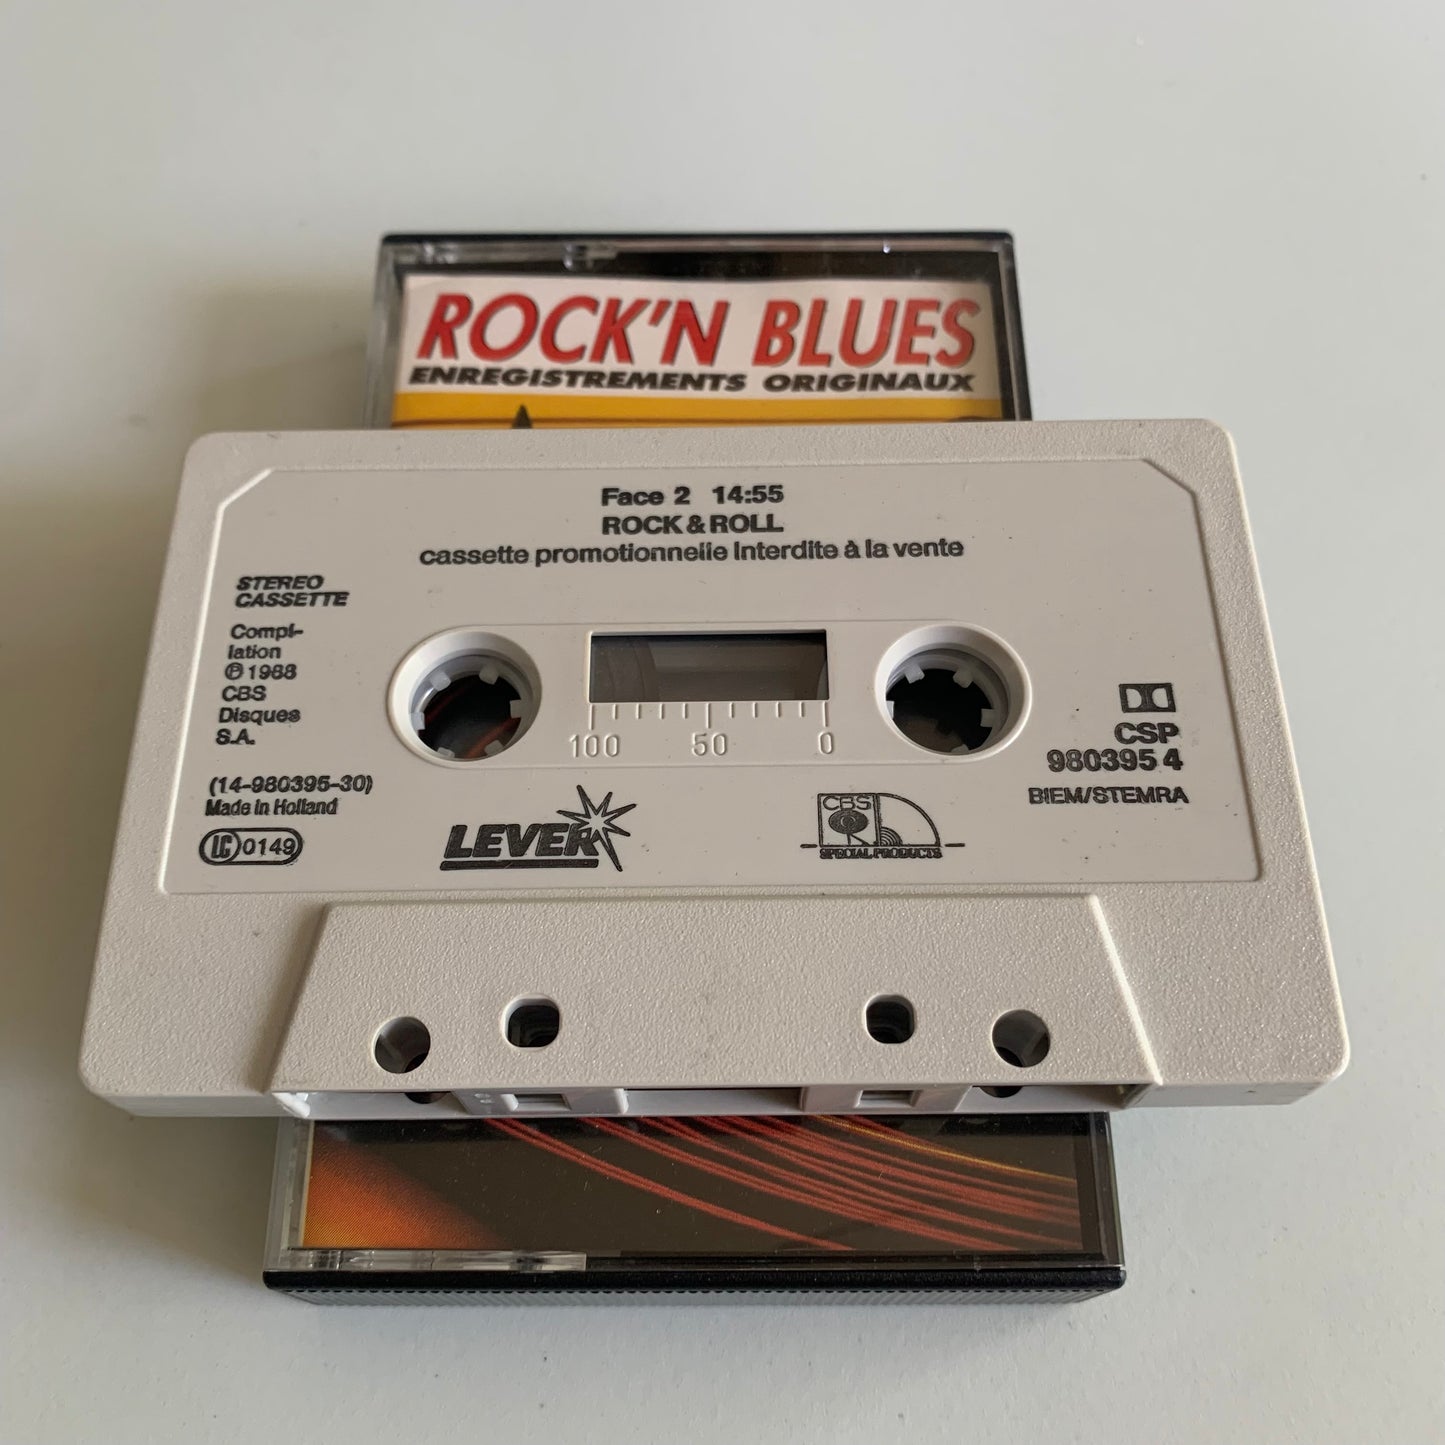 ROCK'N BLUES
ENREGISTREMENTS ORIGINAUX
Face 2 14:55
ROCK & ROLL
cassette promotionnelle interdite à la vente
STEREO
CASSETTE
Compi-
lation
℗ 1988
CBS
Disques
S.A.
(14-980395-30)
Made in Holland
LC 0149
100 50 0
CSP
980395 4
BIEM/STEMRA
LEVER
CBS
SPECIAL PRODUCTS